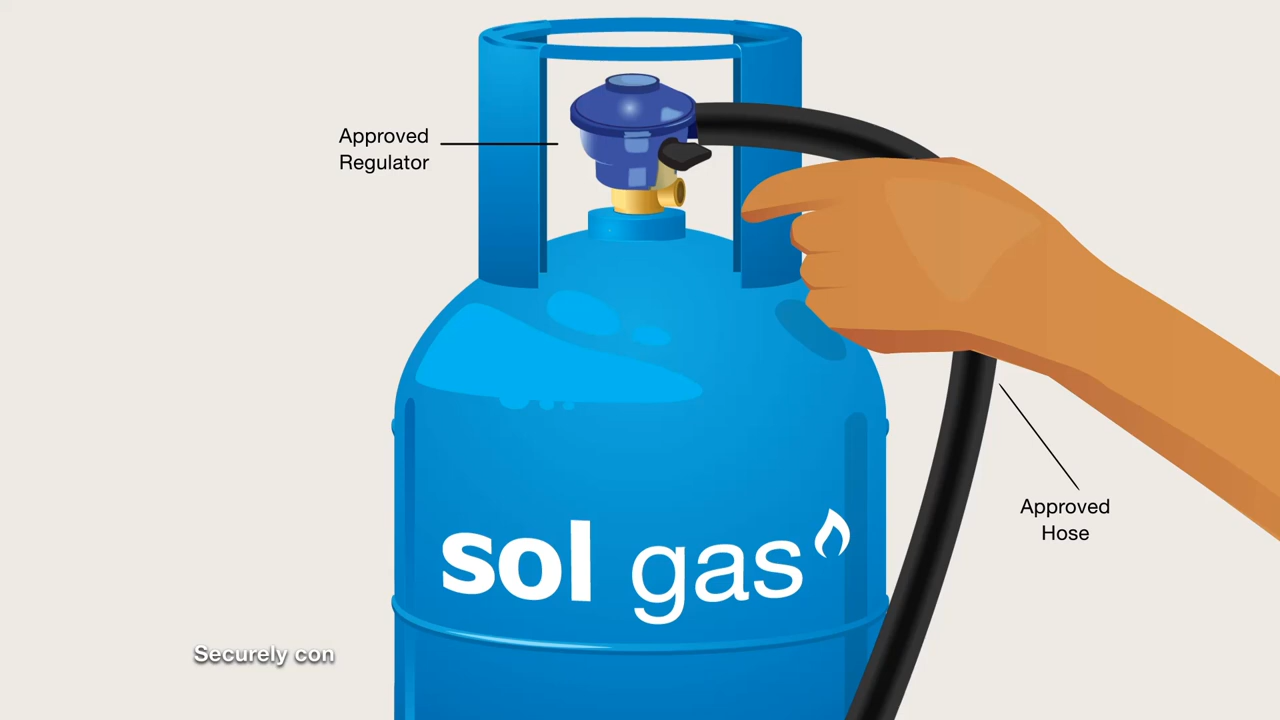 Approved
Regulator
Approved
Hose
sol gas
Securely con